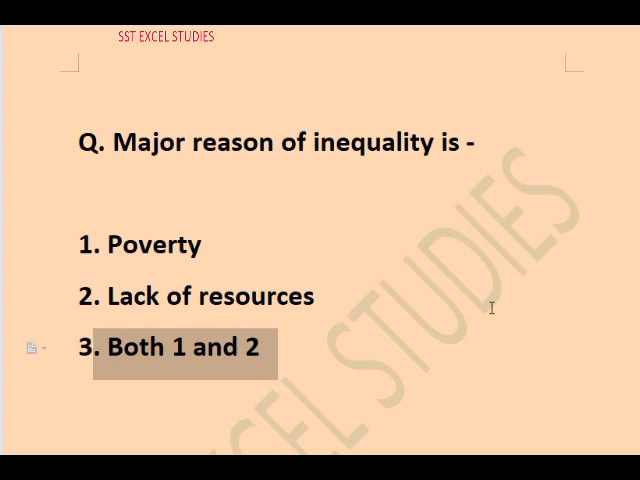 SST EXCEL STUDIES
Q. Major reason of inequality is -
1. Poverty
2. Lack of resources
3. Both 1 and 2
EXCEL STUDIES